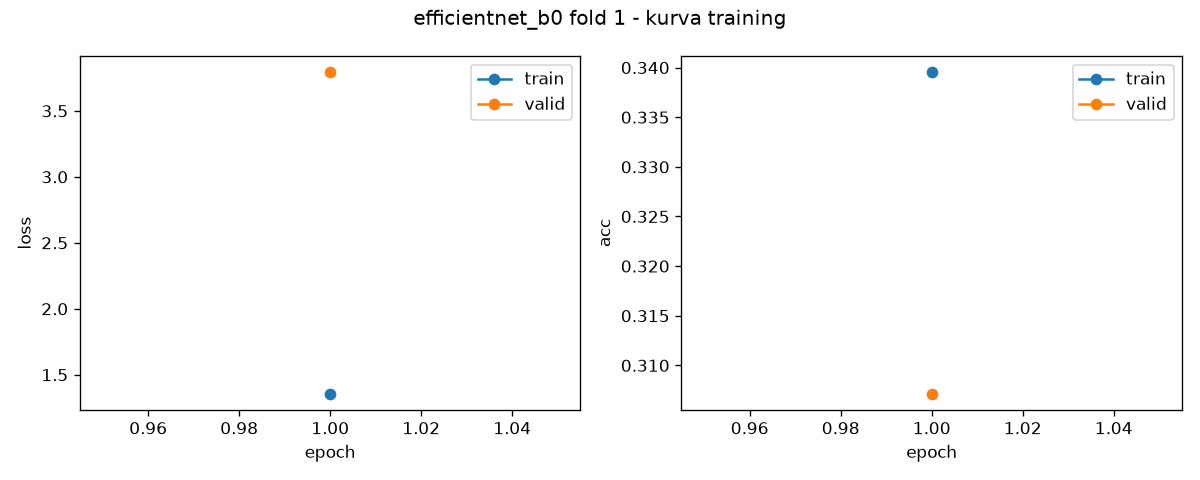 efficientnet_b0 fold 1 - kurva training
train
valid
3.5
3.0
2.5
2.0
1.5
loss
0.96
0.98
1.00
1.02
1.04
epoch
train
valid
0.340
0.335
0.330
0.325
0.320
0.315
0.310
acc
0.96
0.98
1.00
1.02
1.04
epoch